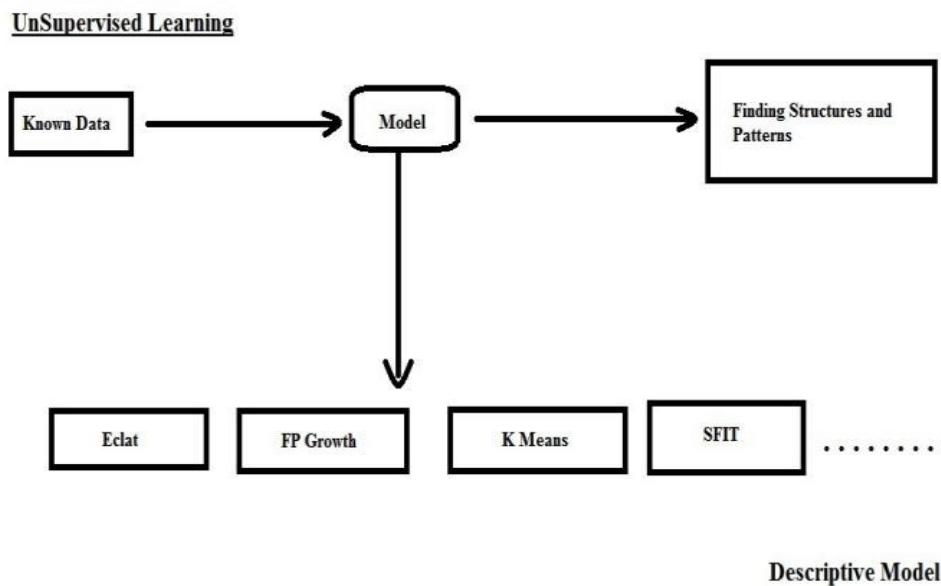 UnSupervised Learning
Known Data
Model
Finding Structures and
Patterns
Eclat
FP Growth
K Means
SFIT
........
Descriptive Model